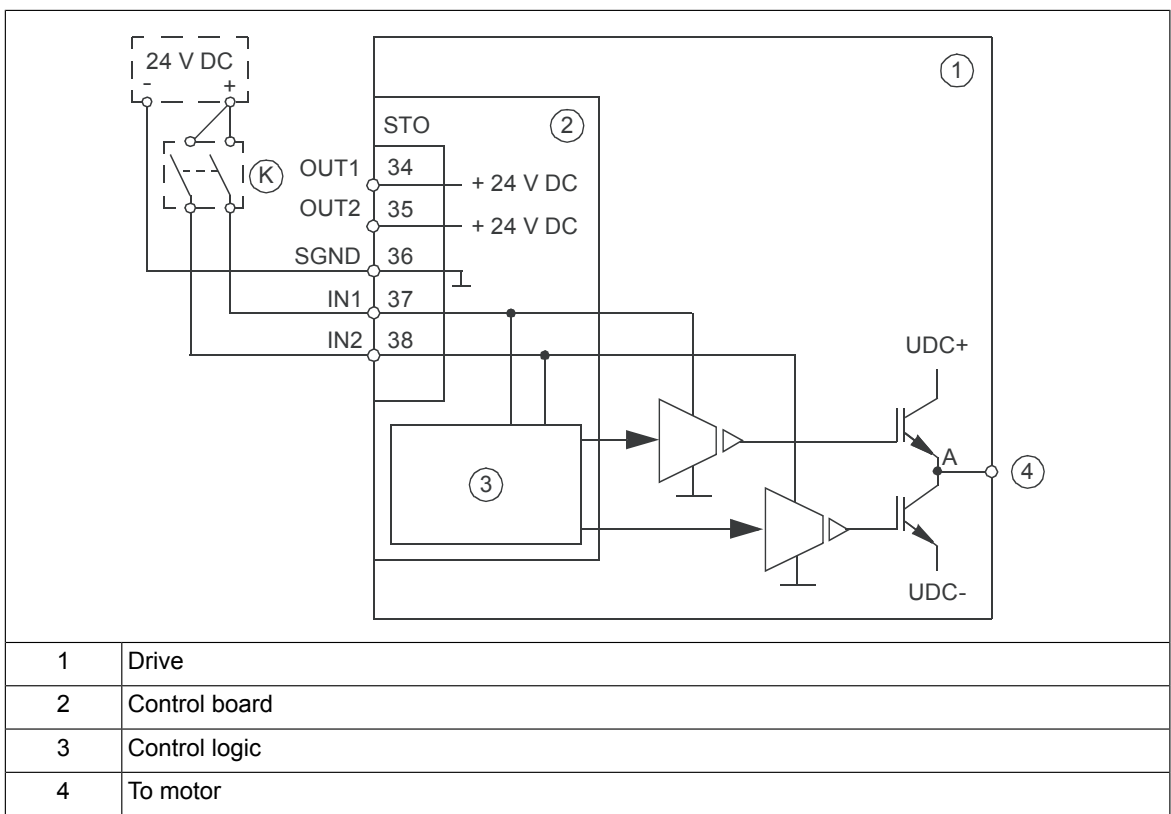 24 V DC
- +
1
STO
2
K
OUT1 34 + 24 V DC
OUT2 35 + 24 V DC
SGND 36
IN1 37
IN2 38
UDC+
A
3
4
UDC-
1 Drive
2 Control board
3 Control logic
4 To motor